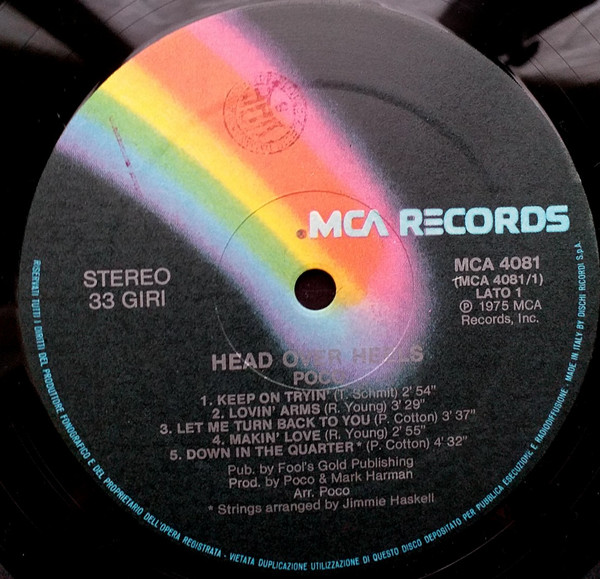 MCA RECORDS
STEREO
33 GIRI
MCA 4081
(MCA 4081/1)
LATO 1
Ⓟ 1975 MCA
Records, Inc.
HEAD OVER HEELS
POCO
1. KEEP ON TRYIN' (T. Schmit) 2' 54"
2. LOVIN' ARMS (R. Young) 3' 29"
3. LET ME TURN BACK TO YOU (P. Cotton) 3' 37"
4. MAKIN' LOVE (R. Young) 2' 55"
5. DOWN IN THE QUARTER * (P. Cotton) 4' 32"
Pub. by Fool's Gold Publishing
Prod. by Poco & Mark Harman
Arr. Poco
* Strings arranged by Jimmie Haskell
RISERVATI TUTTI I DIRITTI DEL PRODUTTORE FONOGRAFICO E DEL PROPRIETARIO DELL'OPERA REGISTRATA - VIETATA DUPLICAZIONE UTILIZZAZIONE DI QUESTO DISCO DEPOSITATO PER PUBBLICA ESECUZIONE E RADIODIFFUSIONE - MADE IN ITALY BY DISCHI RICORDI S.p.A.